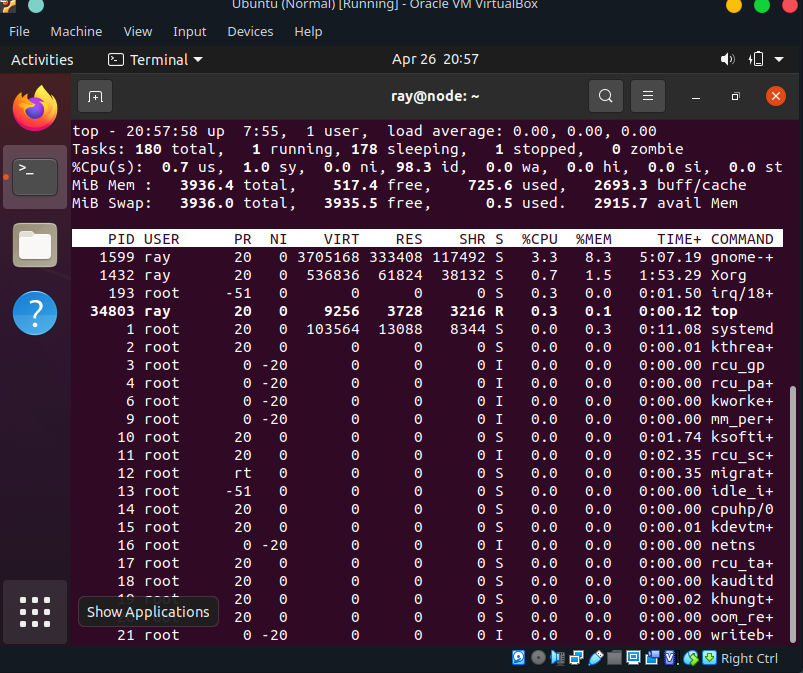 Ubuntu (Normal) [Running] - Oracle VM VirtualBox
File Machine View Input Devices Help
Activities Terminal Apr 26 20:57
ray@node: ~
top - 20:57:58 up 7:55, 1 user, load average: 0.00, 0.00, 0.00
Tasks: 180 total, 1 running, 178 sleeping, 1 stopped, 0 zombie
%Cpu(s): 0.7 us, 1.0 sy, 0.0 ni, 98.3 id, 0.0 wa, 0.0 hi, 0.0 si, 0.0 st
MiB Mem : 3936.4 total, 517.4 free, 725.6 used, 2693.3 buff/cache
MiB Swap: 3936.0 total, 3935.5 free, 0.5 used. 2915.7 avail Mem
PID USER PR NI VIRT RES SHR S %CPU %MEM TIME+ COMMAND
1599 ray 20 0 3705168 333408 117492 S 3.3 8.3 5:07.19 gnome-+
1432 ray 20 0 536836 61824 38132 S 0.7 1.5 1:53.29 Xorg
193 root -51 0 0 0 0 S 0.3 0.0 0:01.50 irq/18+
34803 ray 20 0 9256 3728 3216 R 0.3 0.1 0:00.12 top
1 root 20 0 103564 13088 8344 S 0.0 0.3 0:11.08 systemd
2 root 20 0 0 0 0 S 0.0 0.0 0:00.01 kthrea+
3 root 0 -20 0 0 0 I 0.0 0.0 0:00.00 rcu_gp
4 root 0 -20 0 0 0 I 0.0 0.0 0:00.00 rcu_pa+
6 root 0 -20 0 0 0 I 0.0 0.0 0:00.00 kworke+
9 root 0 -20 0 0 0 I 0.0 0.0 0:00.00 mm_per+
10 root 20 0 0 0 0 S 0.0 0.0 0:01.74 ksofti+
11 root 20 0 0 0 0 I 0.0 0.0 0:02.35 rcu_sc+
12 root rt 0 0 0 0 S 0.0 0.0 0:00.35 migrat+
13 root -51 0 0 0 0 S 0.0 0.0 0:00.00 idle_i+
14 root 20 0 0 0 0 S 0.0 0.0 0:00.00 cpuhp/0
15 root 20 0 0 0 0 S 0.0 0.0 0:00.01 kdevtm+
16 root 0 -20 0 0 0 I 0.0 0.0 0:00.00 netns
17 root 20 0 0 0 0 S 0.0 0.0 0:00.00 rcu_ta+
18 root 20 0 0 0 0 S 0.0 0.0 0:00.00 kauditd
20 0 0 0 0 S 0.0 0.0 0:00.02 khungt+
Show Applications
20 0 0 0 0 S 0.0 0.0 0:00.00 oom_re+
21 root 0 -20 0 0 0 I 0.0 0.0 0:00.00 writeb+
Right Ctrl